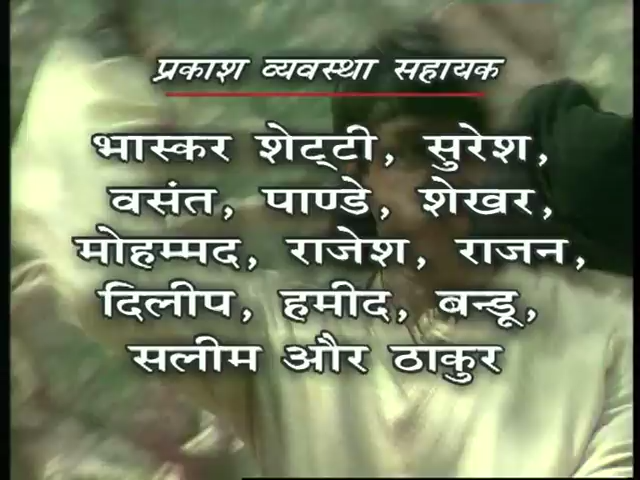 प्रकाश व्यवस्था सहायक
भास्कर शेट्टी, सुरेश,
वसंत, पाण्डे, शेखर,
मोहम्मद, राजेश, राजन,
दिलीप, हमीद, बन्डू,
सलीम और ठाकुर